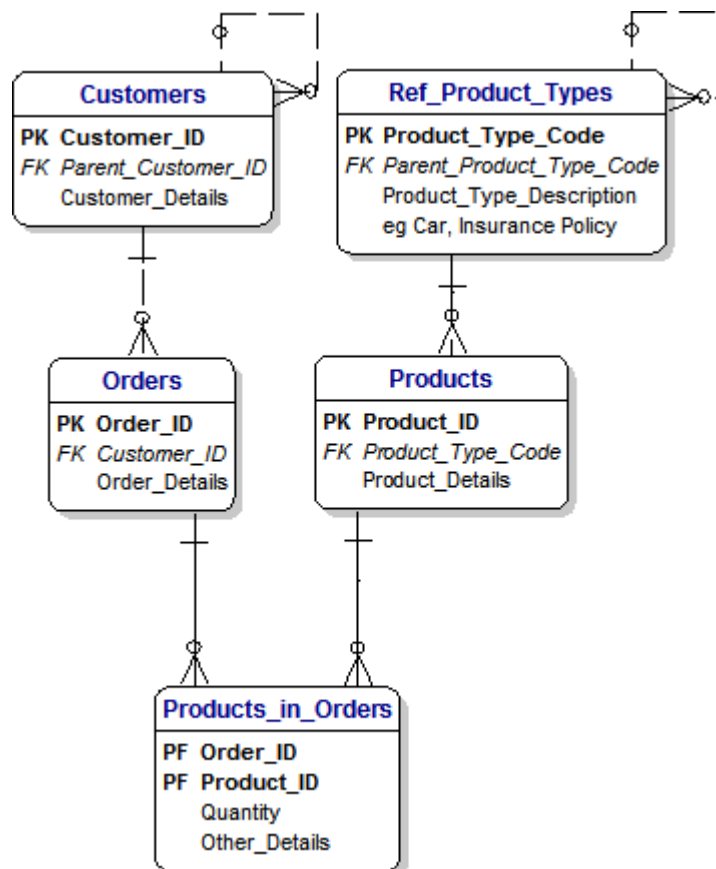 Customers
PK Customer_ID
FK Parent_Customer_ID
Customer_Details
Ref_Product_Types
PK Product_Type_Code
FK Parent_Product_Type_Code
Product_Type_Description
eg Car, Insurance Policy
Orders
PK Order_ID
FK Customer_ID
Order_Details
Products
PK Product_ID
FK Product_Type_Code
Product_Details
Products_in_Orders
PF Order_ID
PF Product_ID
Quantity
Other_Details